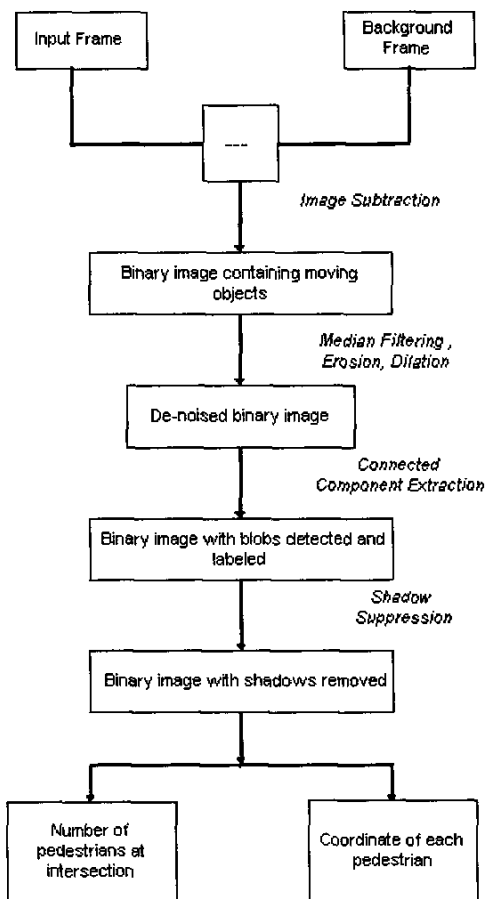 Input Frame
Background
Frame
---
Image Subtraction
Binary image containing moving
objects
Median Filtering ,
Erosion, Dilation
De-noised binary image
Connected
Component Extraction
Binary image with blobs detected and
labeled
Shadow
Suppression
Binary image with shadows removed
Number of
pedestrians at
intersection
Coordinate of each
pedestrian